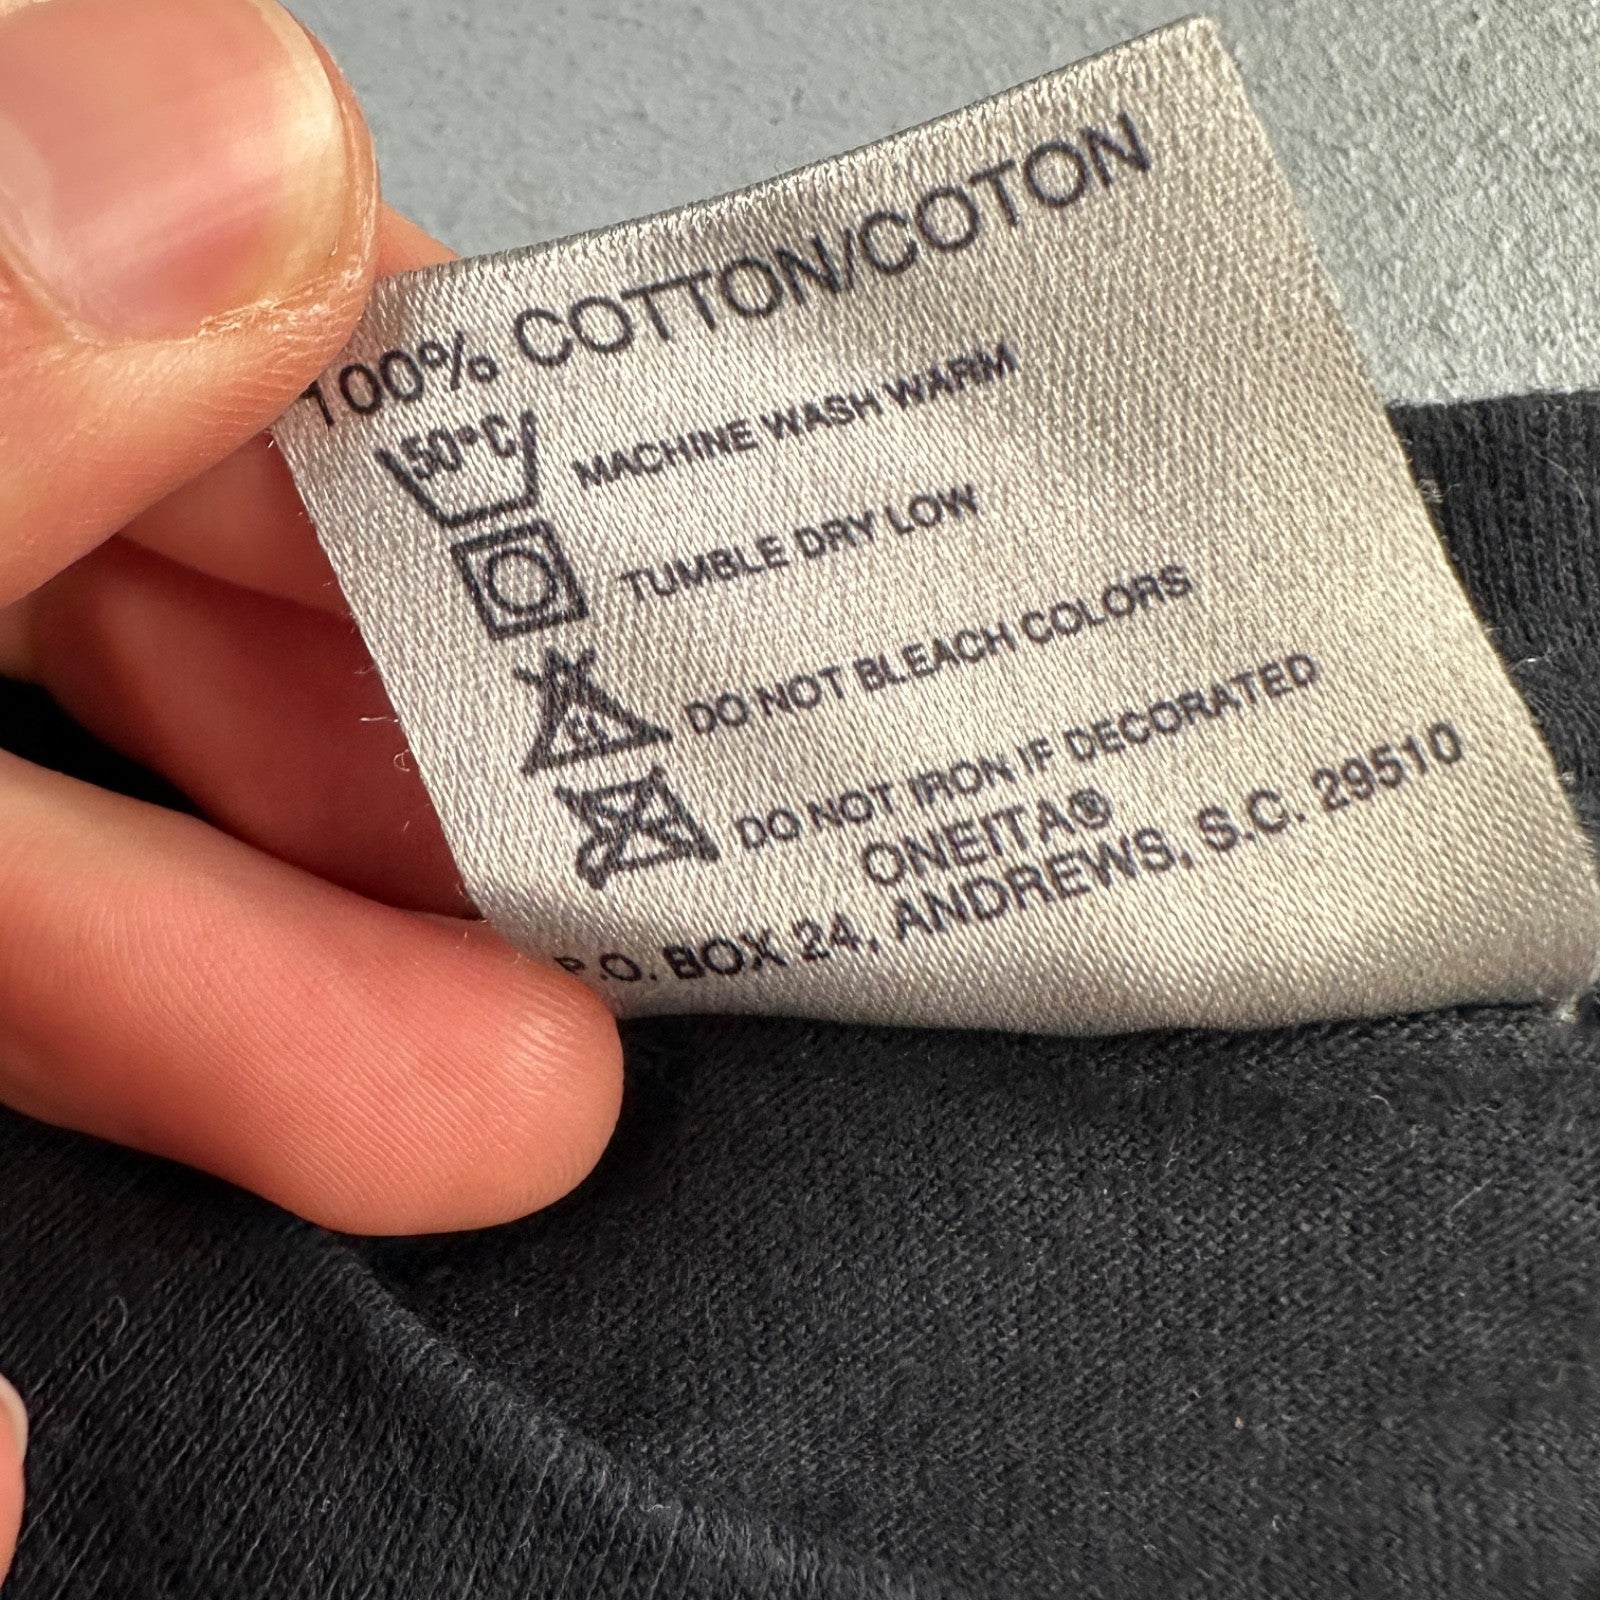 100% COTTON/COTON
50°C MACHINE WASH WARM
TUMBLE DRY LOW
CL DO NOT BLEACH COLORS
DO NOT IRON IF DECORATED
ONEITA®
P.O. BOX 24, ANDREWS, S.C. 29510